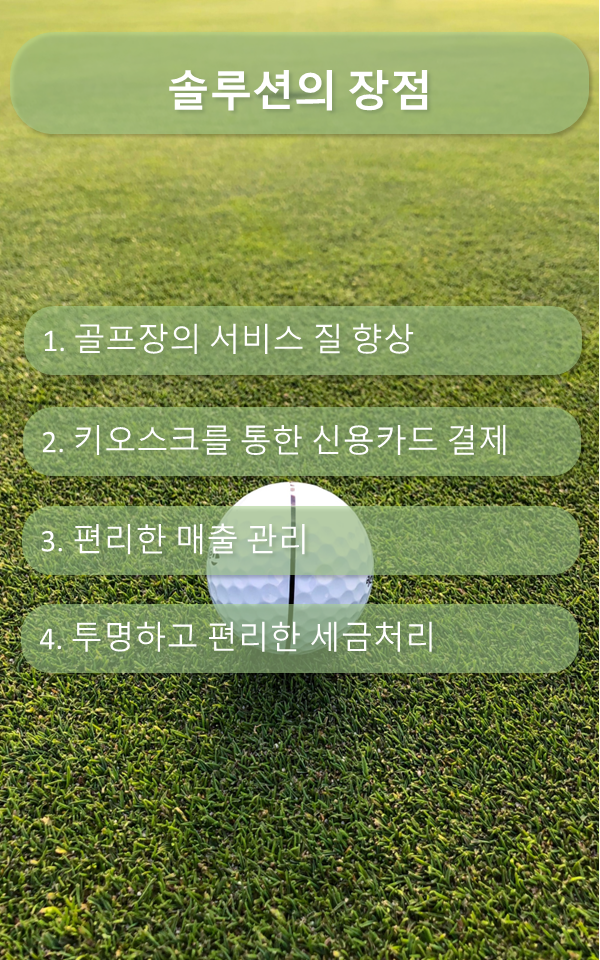 솔루션의 장점
1. 골프장의 서비스 질 향상
2. 키오스크를 통한 신용카드 결제
3. 편리한 매출 관리
4. 투명하고 편리한 세금처리